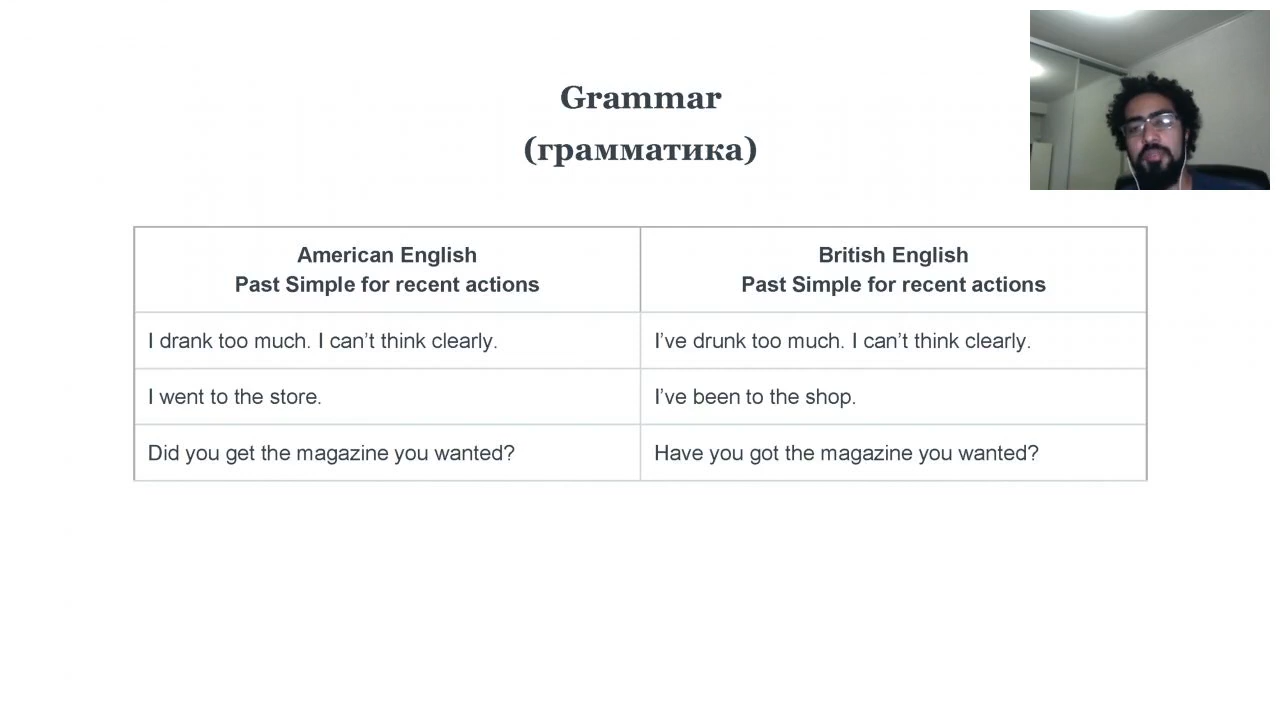 Grammar
(грамматика)
American English
Past Simple for recent actions
British English
Past Simple for recent actions
I drank too much. I can’t think clearly.
I’ve drunk too much. I can’t think clearly.
I went to the store.
I’ve been to the shop.
Did you get the magazine you wanted?
Have you got the magazine you wanted?